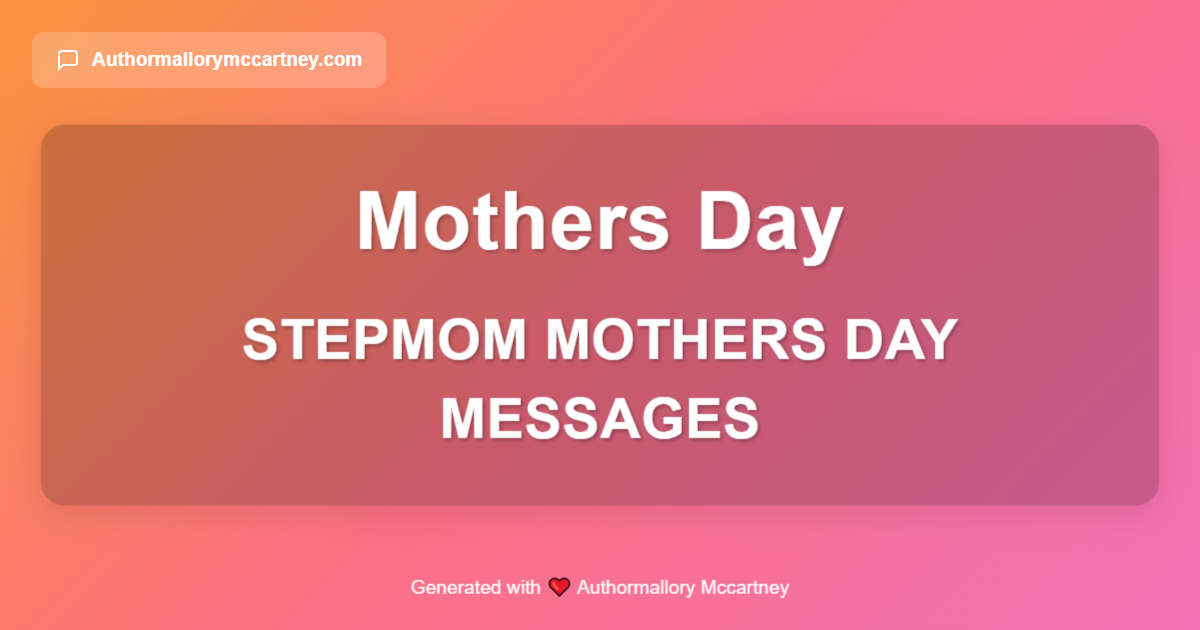 Authormallorymccartney.com
Mothers Day
STEPMOM MOTHERS DAY
MESSAGES
Generated with ❤️ Authormallory Mccartney